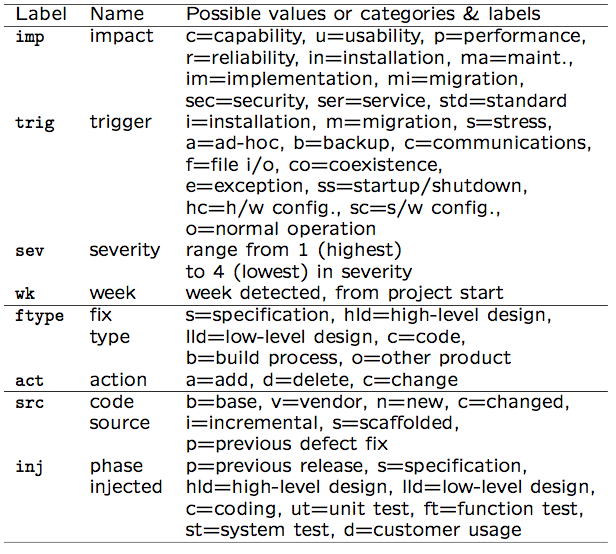 Label Name Possible values or categories & labels
imp impact c=capability, u=usability, p=performance,
r=reliability, in=installation, ma=maint.,
im=implementation, mi=migration,
sec=security, ser=service, std=standard
trig trigger i=installation, m=migration, s=stress,
a=ad-hoc, b=backup, c=communications,
f=file i/o, co=coexistence,
e=exception, ss=startup/shutdown,
hc=h/w config., sc=s/w config.,
o=normal operation
sev severity range from 1 (highest)
to 4 (lowest) in severity
wk week week detected, from project start
ftype fix s=specification, hld=high-level design,
type lld=low-level design, c=code,
b=build process, o=other product
act action a=add, d=delete, c=change
src code b=base, v=vendor, n=new, c=changed,
source i=incremental, s=scaffolded,
p=previous defect fix
inj phase p=previous release, s=specification,
injected hld=high-level design, lld=low-level design,
c=coding, ut=unit test, ft=function test,
st=system test, d=customer usage